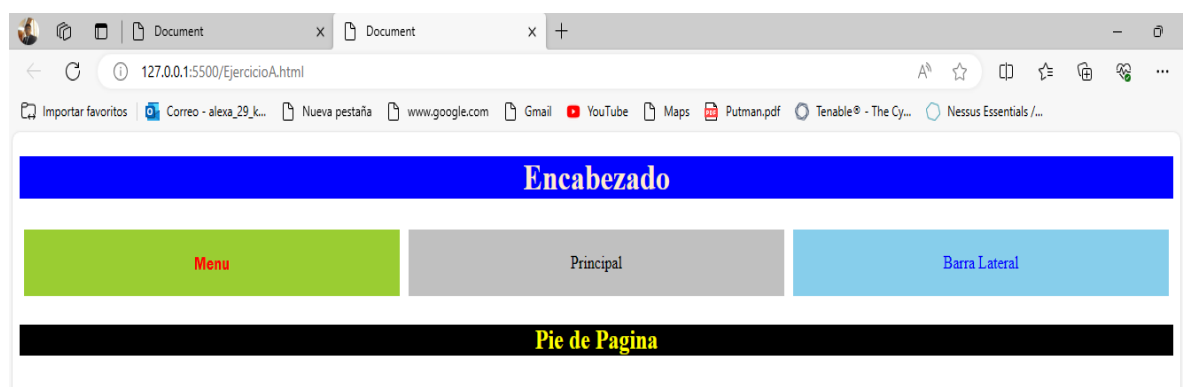 Document
Document
127.0.0.1:5500/EjercicioA.html
Importar favoritos Correo - alexa_29_k... Nueva pestaña www.google.com Gmail YouTube Maps Putman.pdf Tenable® - The Cy... Nessus Essentials /...
Encabezado
Menu Principal Barra Lateral
Pie de Pagina